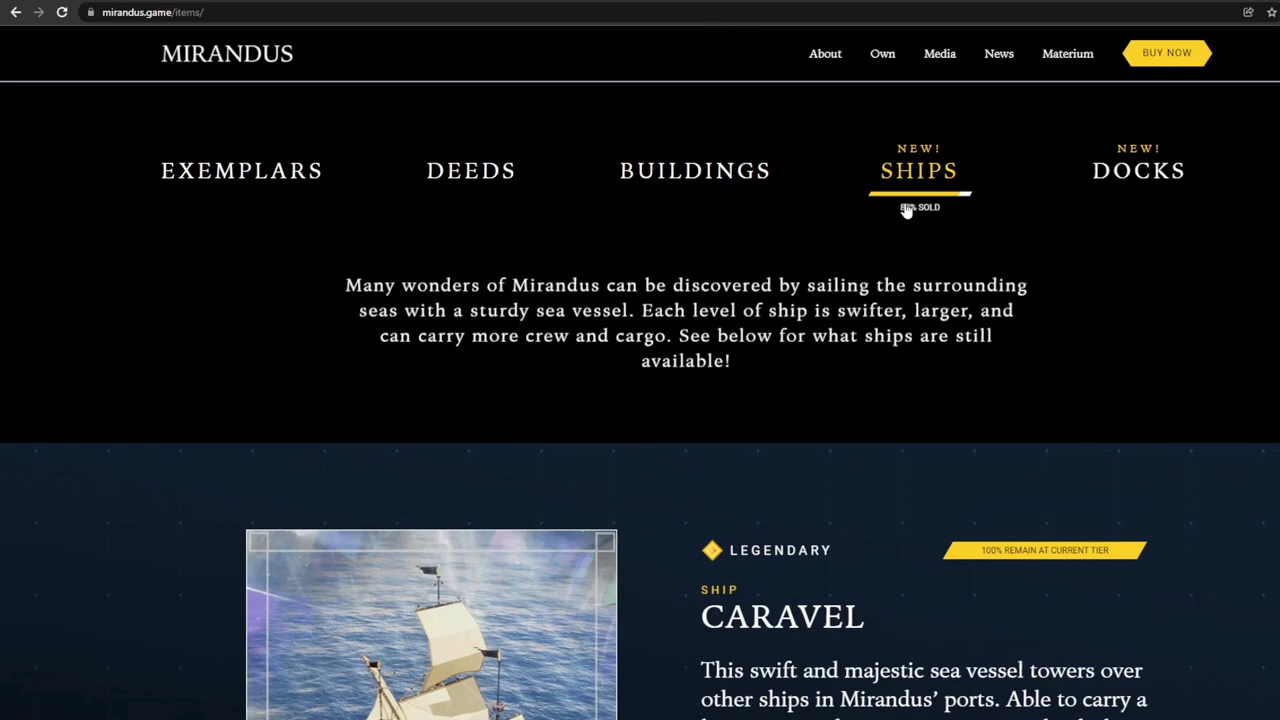 mirandus.game/items/
MIRANDUS
About Own Media News Materium BUY NOW
NEW! NEW!
EXEMPLARS DEEDS BUILDINGS SHIPS DOCKS
SOLD
Many wonders of Mirandus can be discovered by sailing the surrounding
seas with a sturdy sea vessel. Each level of ship is swifter, larger, and
can carry more crew and cargo. See below for what ships are still
available!
LEGENDARY 100% REMAIN AT CURRENT TIER
SHIP
CARAVEL
This swift and majestic sea vessel towers over
other ships in Mirandus’ ports. Able to carry a